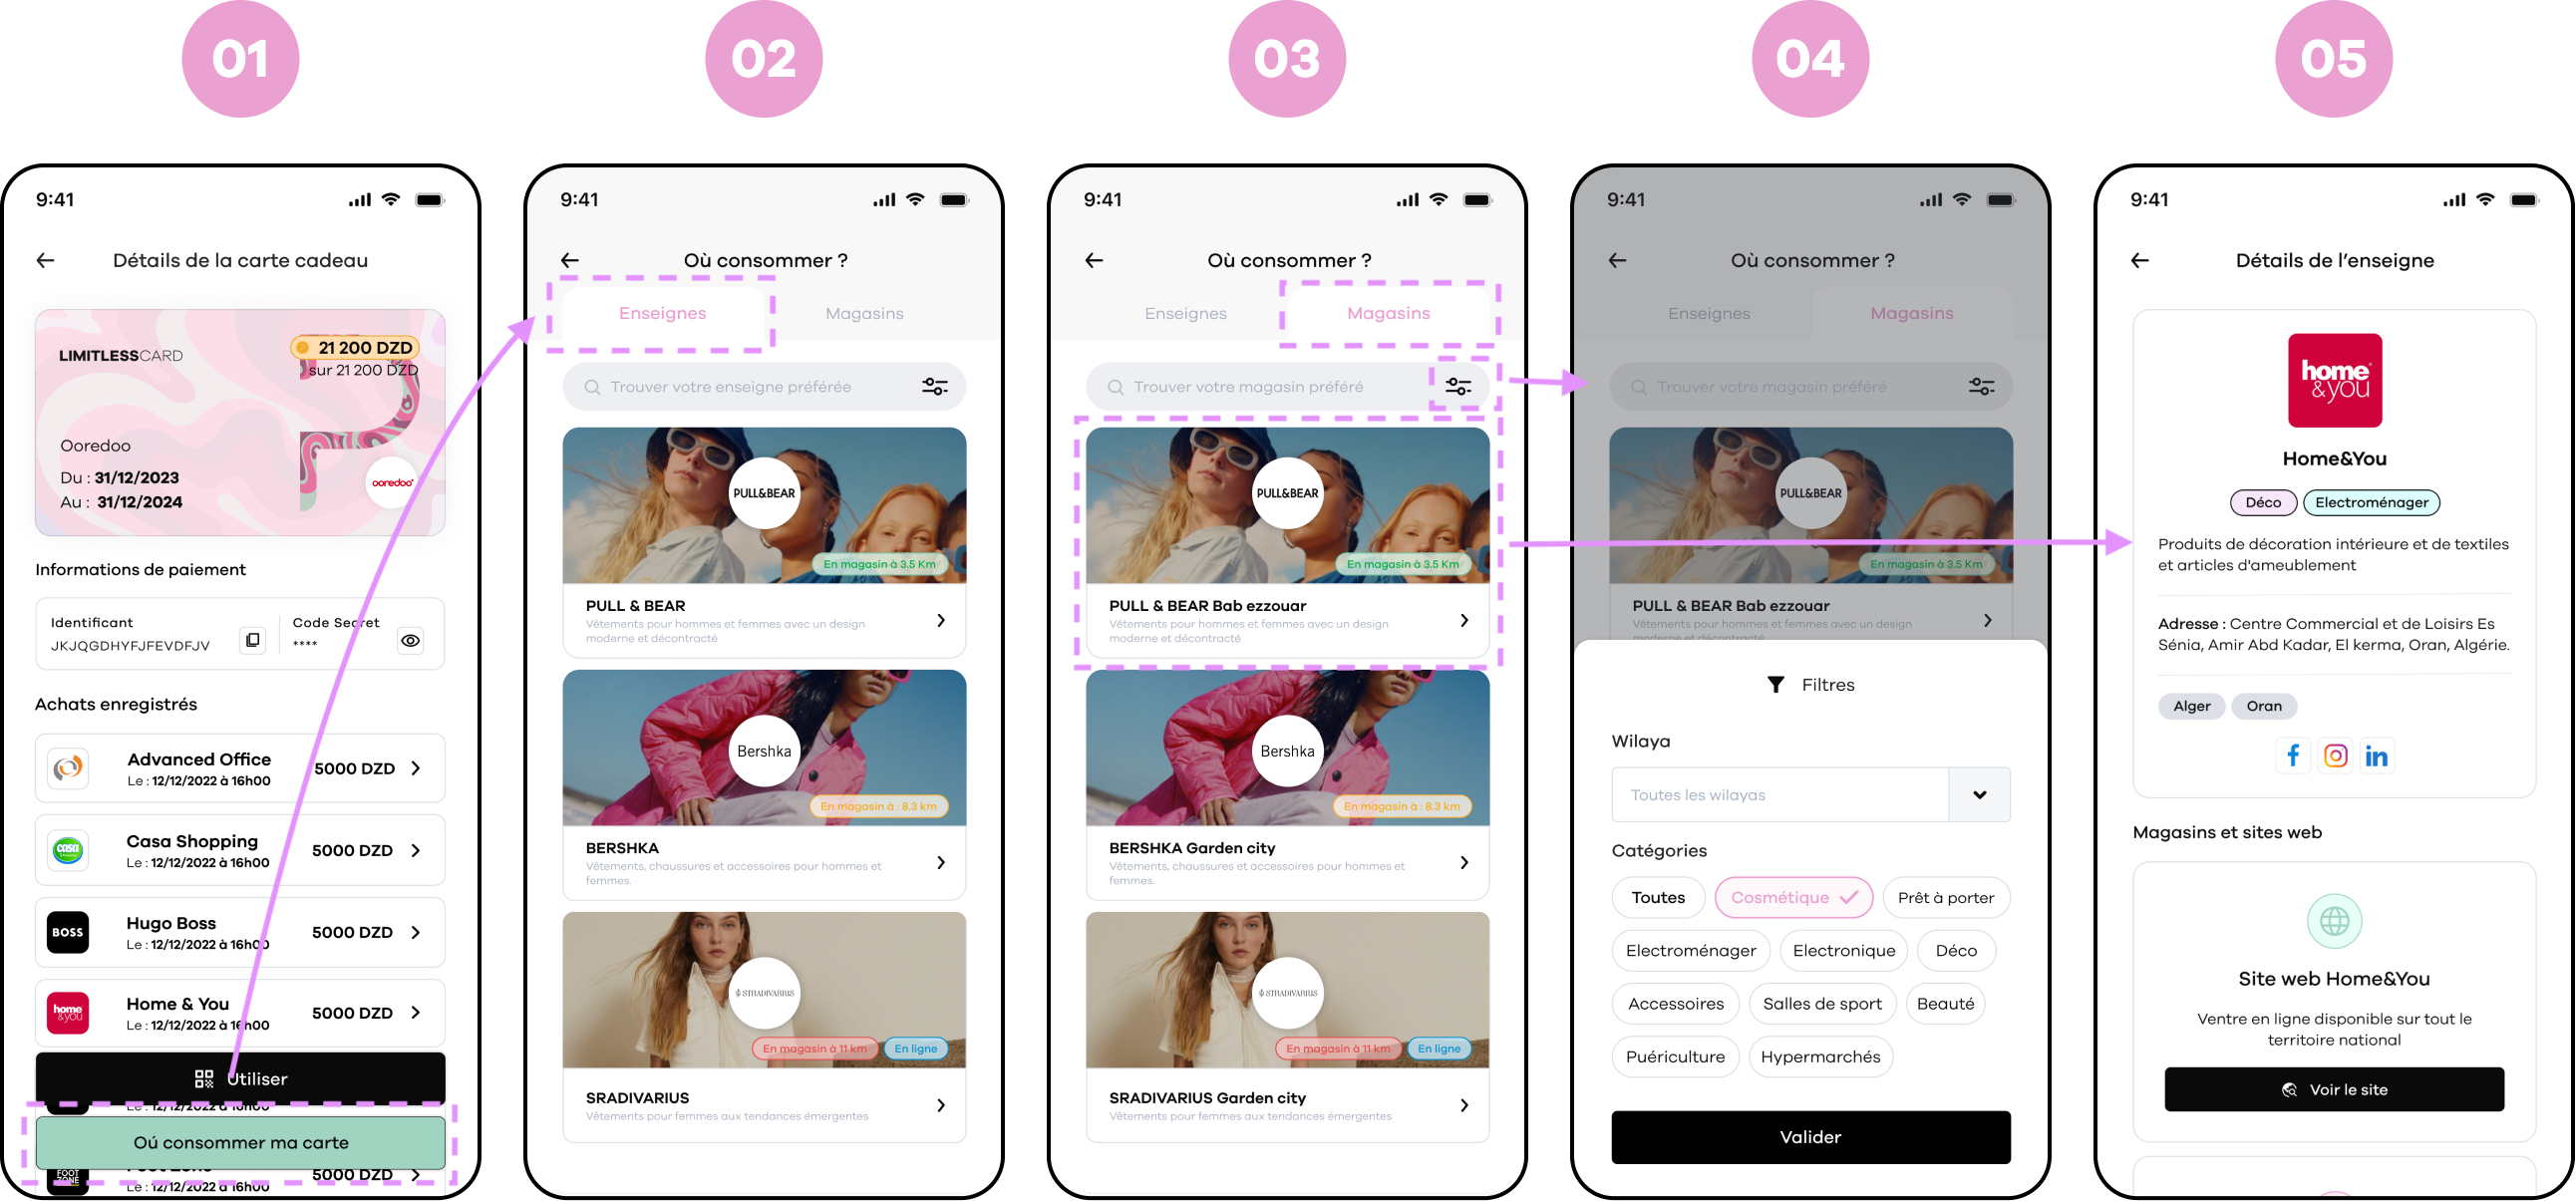 01
02
03
04
05
9:41
Détails de la carte cadeau
LIMITLESSCARD
21 200 DZD
sur 21 200 DZD
Ooredoo
Du : 31/12/2023
Au : 31/12/2024
ooredoo
Informations de paiement
Identificant
JKJQGDHYFJFEVDFJV
Code Secret
****
Achats enregistrés
Advanced Office
Le : 12/12/2022 à 16h00
5000 DZD
casa
Casa Shopping
Le : 12/12/2022 à 16h00
5000 DZD
BOSS
Hugo Boss
Le : 12/12/2022 à 16h00
5000 DZD
home
&you
Home & You
Le : 12/12/2022 à 16h00
5000 DZD
Utiliser
Le : 12/12/2022 à 16h00
Oú consommer ma carte
FOOT
ZONE
5000 DZD
Le : 12/12/2022 à 16h00
9:41
Où consommer ?
Enseignes
Magasins
Trouver votre enseigne préférée
PULL&BEAR
En magasin à 3.5 Km
PULL & BEAR
Vêtements pour hommes et femmes avec un design
moderne et décontracté
Bershka
En magasin à : 8.3 km
BERSHKA
Vêtements, chaussures et accessoires pour hommes et
femmes.
STRADIVARIUS
En magasin à 11 km
En ligne
SRADIVARIUS
Vêtements pour femmes aux tendances émergentes
9:41
Où consommer ?
Enseignes
Magasins
Trouver votre magasin préféré
PULL&BEAR
En magasin à 3.5 Km
PULL & BEAR Bab ezzouar
Vêtements pour hommes et femmes avec un design
moderne et décontracté
Bershka
En magasin à : 8.3 km
BERSHKA Garden city
Vêtements, chaussures et accessoires pour hommes et
femmes.
STRADIVARIUS
En magasin à 11 km
En ligne
SRADIVARIUS Garden city
Vêtements pour femmes aux tendances émergentes
9:41
Où consommer ?
Enseignes
Magasins
Trouver votre magasin préféré
PULL&BEAR
En magasin à 3.5 Km
PULL & BEAR Bab ezzouar
Vêtements pour hommes et femmes avec un design
moderne et décontracté
Filtres
Wilaya
Toutes les wilayas
Catégories
Toutes
Cosmétique
Prêt à porter
Electroménager
Electronique
Déco
Accessoires
Salles de sport
Beauté
Puériculture
Hypermarchés
Valider
9:41
Détails de l'enseigne
home
&you
Home&You
Déco
Electroménager
Produits de décoration intérieure et de textiles
et articles d'ameublement
Adresse : Centre Commercial et de Loisirs Es
Sénia, Amir Abd Kadar, El kerma, Oran, Algérie.
Alger
Oran
f
in
Magasins et sites web
Site web Home&You
Ventre en ligne disponible sur tout le
territoire national
Voir le site